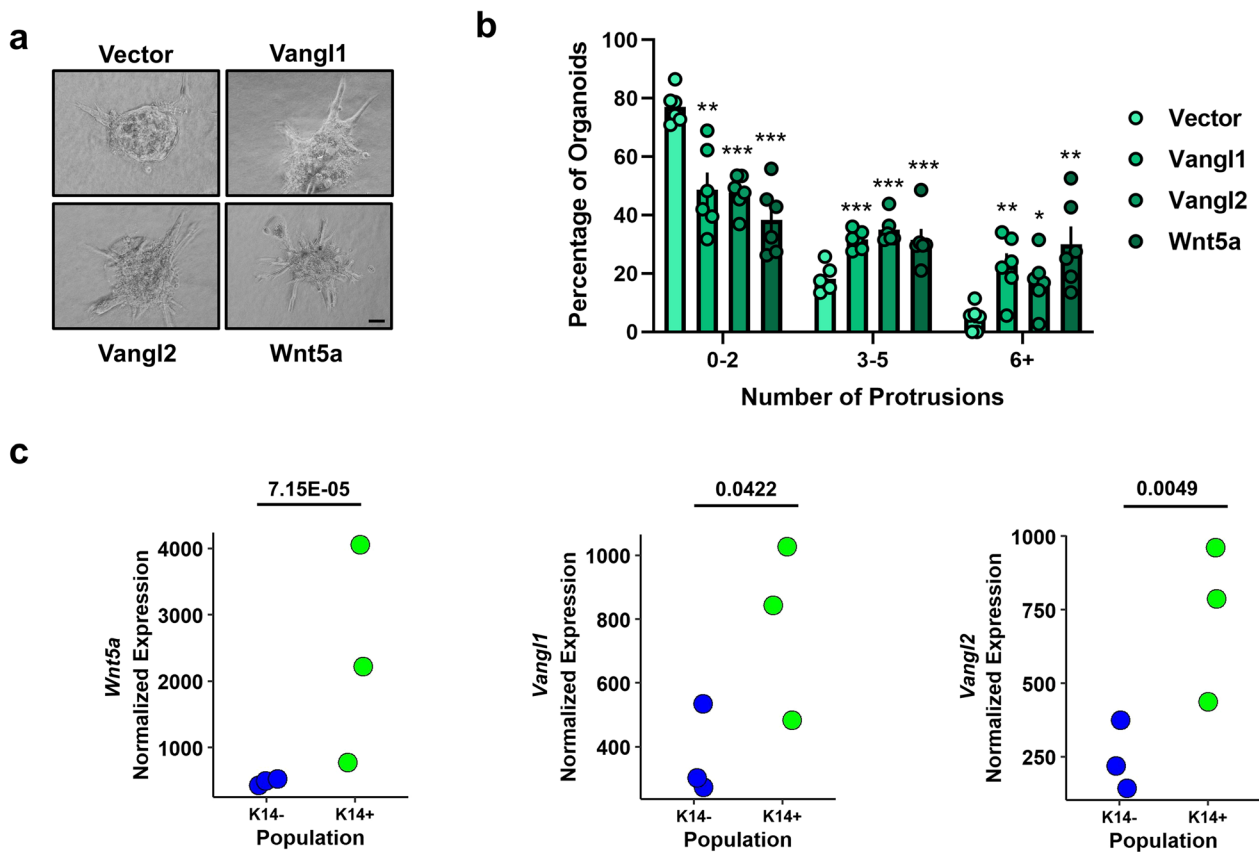 a
Vector
Vangl1
Vangl2
Wnt5a
b
Percentage of Organoids
100
80
60
40
20
0
**
***
***
***
***
***
**
*
**
0-2
3-5
6+
Number of Protrusions
Vector
Vangl1
Vangl2
Wnt5a
c
7.15E-05
Wnt5a
Normalized Expression
4000
3000
2000
1000
K14-
K14+
Population
0.0422
Vangl1
Normalized Expression
1000
800
600
400
K14-
K14+
Population
0.0049
Vangl2
Normalized Expression
1000
750
500
250
K14-
K14+
Population